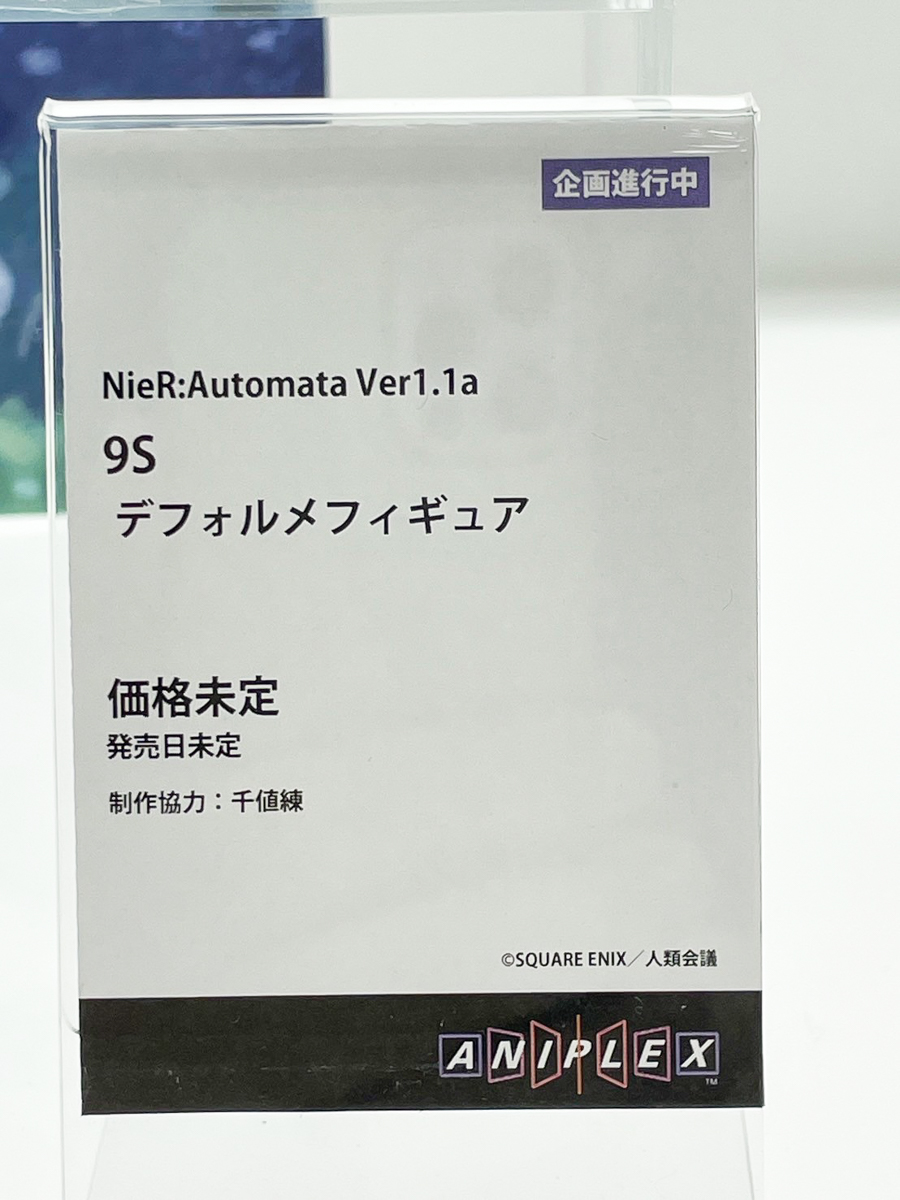 企画進行中
NieR:Automata Ver1.1a
9S
デフォルメフィギュア
価格未定
発売日未定
制作協力：千値練
©SQUARE ENIX／人類会議
ANIPLEX
TM